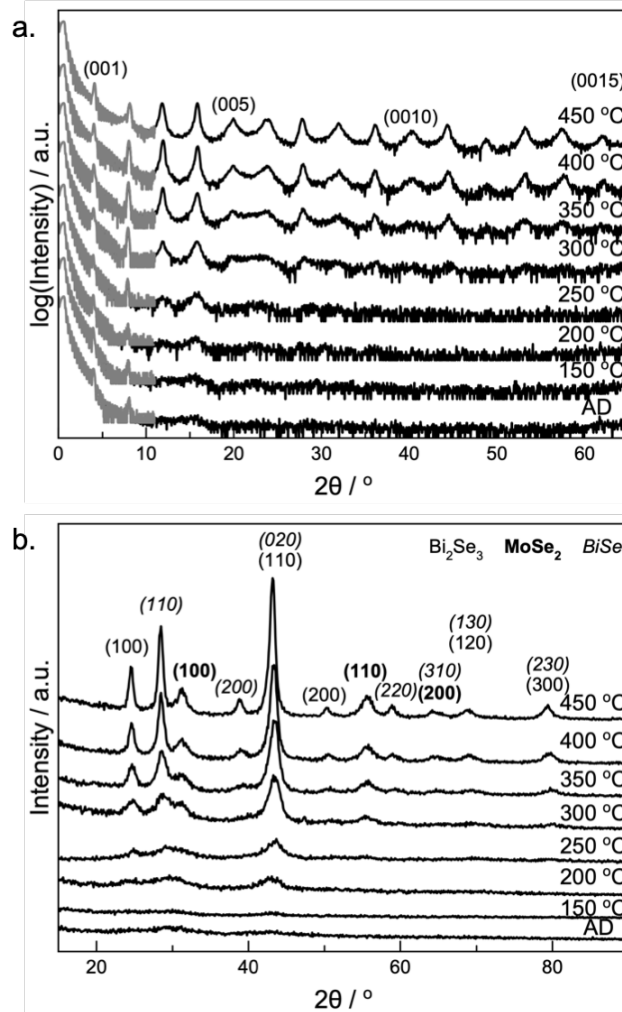 a.
(001)
(005)
(0010)
(0015)
450 °C
400 °C
350 °C
300 °C
250 °C
200 °C
150 °C
AD
log(Intensity) / a.u.
0 10 20 30 40 50 60
2θ / °
b.
(020)
(110)
Bi₂Se₃ MoSe₂ BiSe
(110)
(100)
(100)
(200)
(200)
(110)
(220)
(310)
(200)
(130)
(120)
(230)
(300)
450 °C
400 °C
350 °C
300 °C
250 °C
200 °C
150 °C
AD
Intensity / a.u.
20 40 60 80
2θ / °